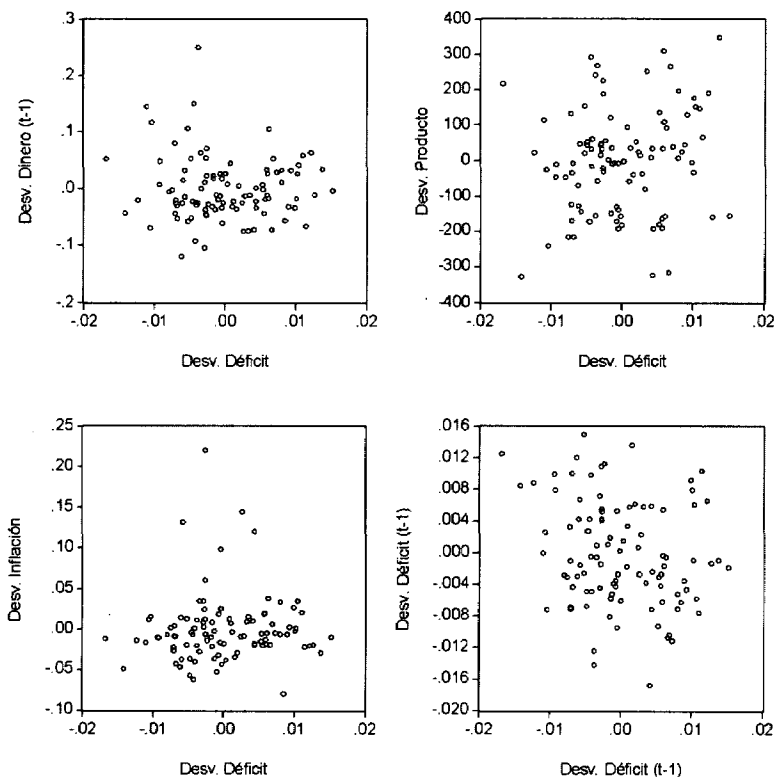 .3
.2
.1
.0
-.1
-.2
Desv. Dinero (t-1)
-.02 -.01 .00 .01 .02
Desv. Déficit
400
300
200
100
0
-100
-200
-300
-400
Desv. Producto
-.02 -.01 .00 .01 .02
Desv. Déficit
.25
.20
.15
.10
.05
.00
-.05
-.10
Desv. Inflación
-.02 -.01 .00 .01 .02
Desv. Déficit
.016
.012
.008
.004
.000
-.004
-.008
-.012
-.016
-.020
Desv. Déficit (t-1)
-.02 -.01 .00 .01 .02
Desv. Déficit (t-1)